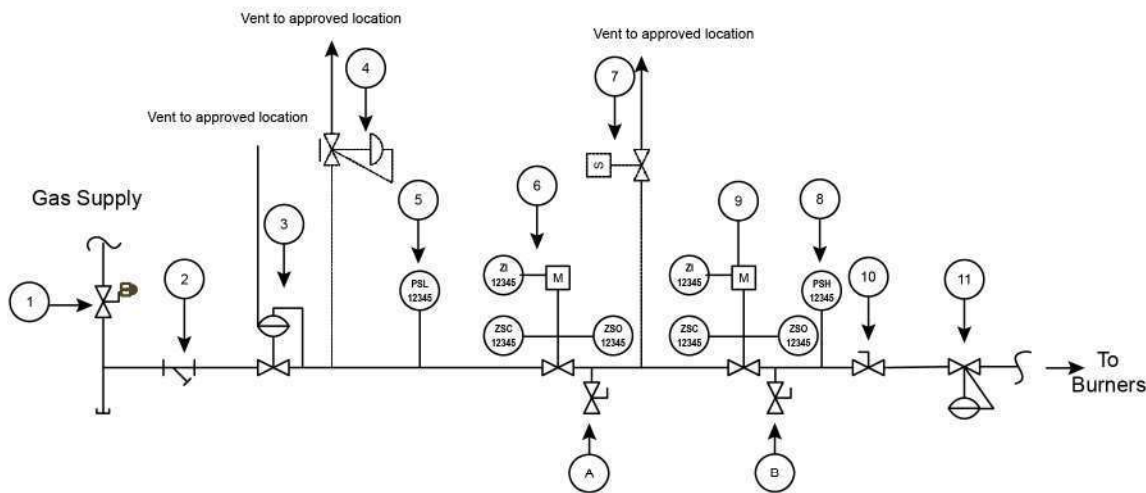 Vent to approved location
4
Vent to approved location
7
Vent to approved location
Gas Supply
3
5
6
S
9
8
1
2
PSL
12345
ZI
12345
M
ZI
12345
M
PSH
12345
10
11
ZSC
12345
ZSO
12345
ZSC
12345
ZSO
12345
To
Burners
A
B